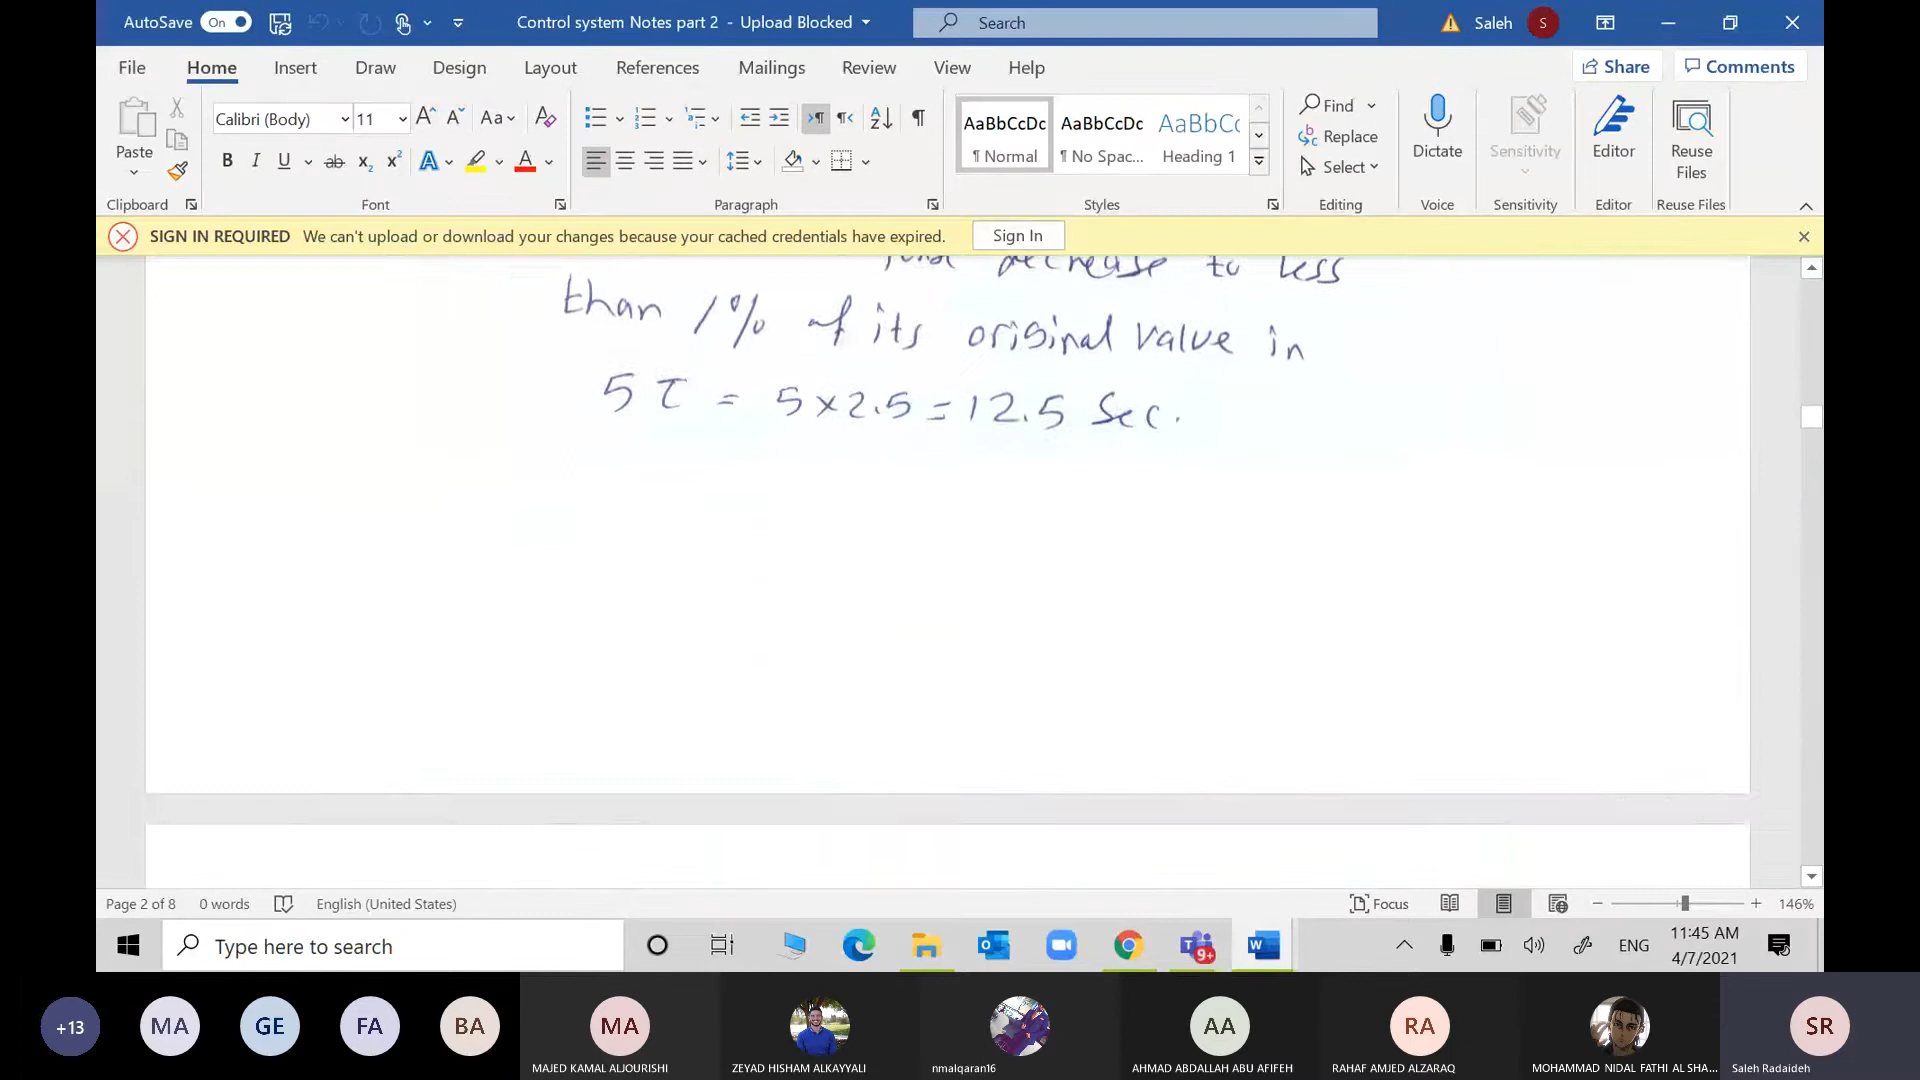 AutoSave On Control system Notes part 2 - Upload Blocked Search Saleh S
File Home Insert Draw Design Layout References Mailings Review View Help Share Comments
Calibri (Body) 11 Aa AaBbCcDc AaBbCcDc AaBbCc Find
Paste ¶ Normal ¶ No Spac... Heading 1 Replace Dictate Sensitivity Editor Reuse Files
B I U ab x₂ x² A A Select
Clipboard Font Paragraph Styles Editing Voice Sensitivity Editor Reuse Files
SIGN IN REQUIRED We can't upload or download your changes because your cached credentials have expired. Sign In
decrease to less
than 1% of its original value in
5 τ = 5×2.5 = 12.5 Sec.
Page 2 of 8 0 words English (United States) Focus 146%
Type here to search 9+ ENG 11:45 AM
4/7/2021
+13 MA GE FA BA MA AA RA SR
MAJED KAMAL ALJOURISHI ZEYAD HISHAM ALKAYYALI nmalqaran16 AHMAD ABDALLAH ABU AFIFEH RAHAF AMJED ALZARAQ MOHAMMAD NIDAL FATHI AL SHA... Saleh Radaideh